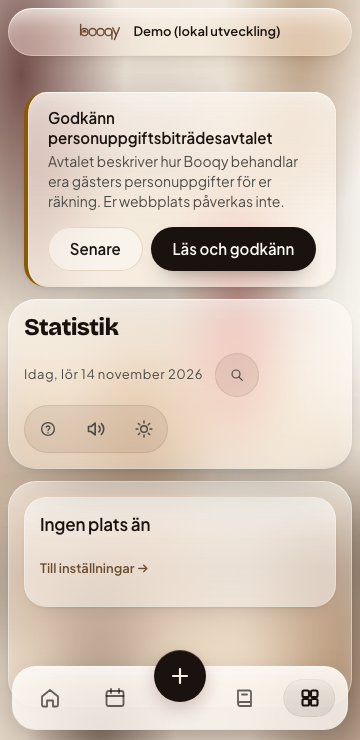 booqy Demo (lokal utveckling)
Godkänn
personuppgiftsbiträdesavtalet
Avtalet beskriver hur Booqy behandlar
era gästers personuppgifter för er
räkning. Er webbplats påverkas inte.
Senare Läs och godkänn
Statistik
Idag, lör 14 november 2026
Ingen plats än
Till inställningar →